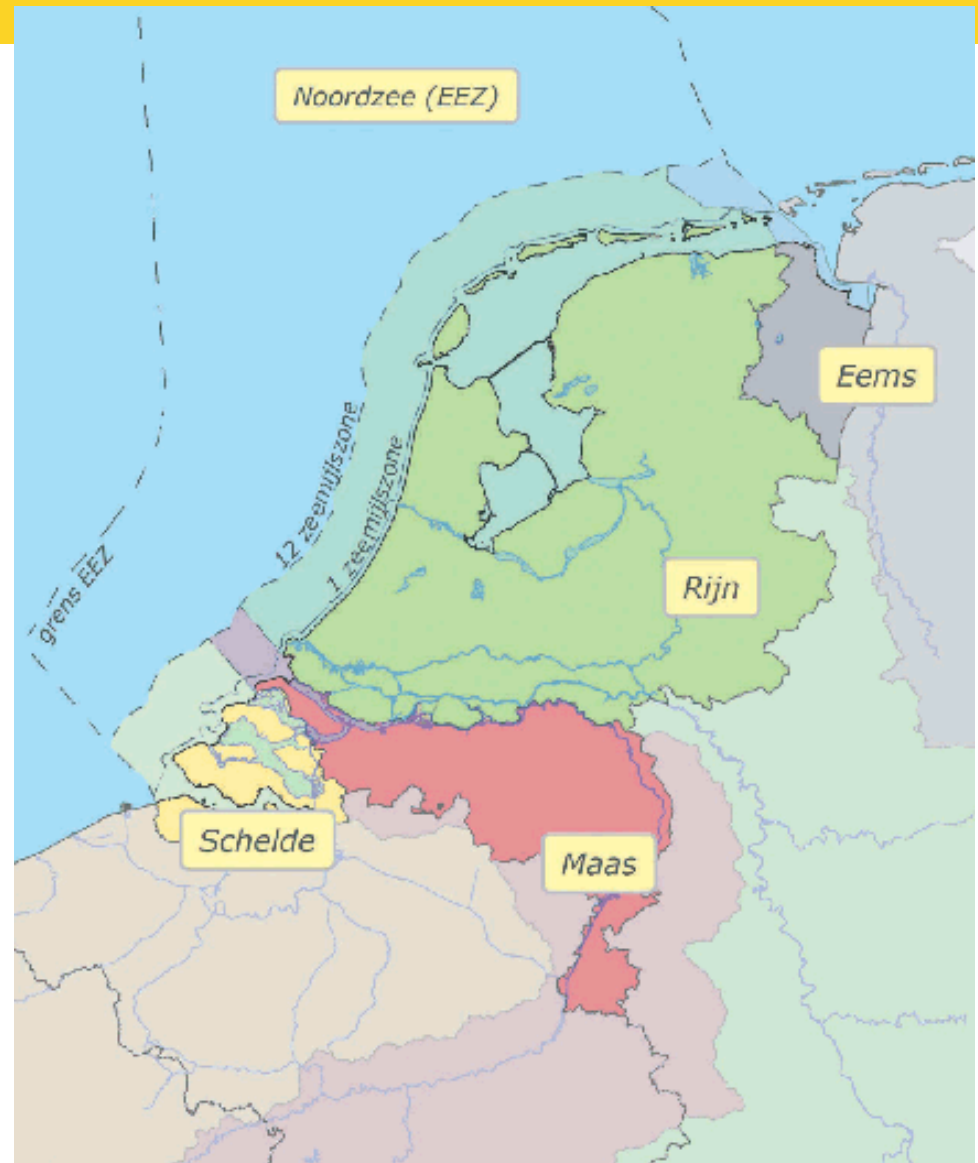 Noordzee (EEZ)
Eems
12 zeemijlszone
1 zeemijlszone
grens EEZ
Rijn
Schelde
Maas